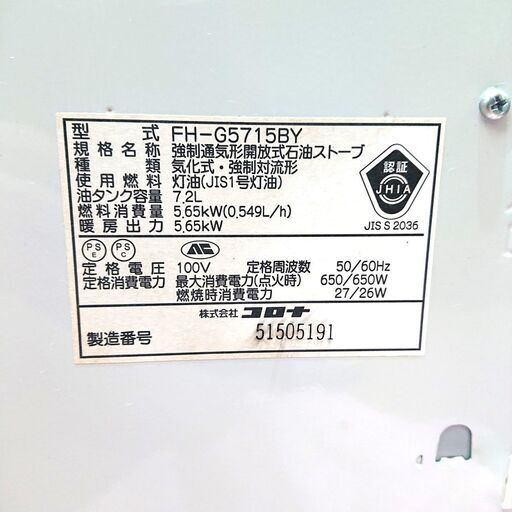 型式 FH-G5715BY
規格名称 強制通気形開放式石油ストーブ
種類 気化式・強制対流形
使用燃料 灯油(JIS1号灯油)
油タンク容量 7,2L
燃料消費量 5,65kW(0,549L/h)
暖房出力 5,65kW
認証
JHIA
JIS S 2036
PS E PS C
定格電圧 100V 定格周波数 50/60Hz
定格消費電力 最大消費電力(点火時) 650/650W
燃焼時消費電力 27/26W
株式会社 コロナ
製造番号 51505191